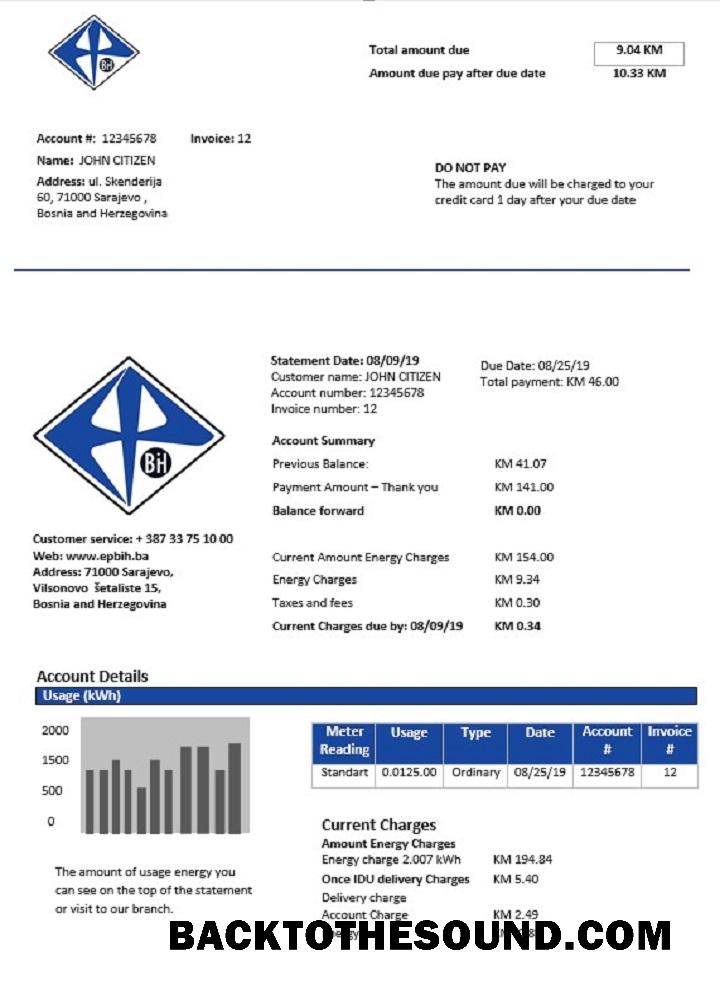 BiH
Total amount due 9.04 KM
Amount due pay after due date 10.33 KM
Account #: 12345678 Invoice: 12
Name: JOHN CITIZEN
Address: ul. Skenderija
60, 71000 Sarajevo ,
Bosnia and Herzegovina
DO NOT PAY
The amount due will be charged to your
credit card 1 day after your due date
BiH
Statement Date: 08/09/19
Customer name: JOHN CITIZEN
Account number: 12345678
Invoice number: 12
Due Date: 08/25/19
Total payment: KM 46.00
Account Summary
Previous Balance: KM 41.07
Payment Amount – Thank you KM 141.00
Balance forward KM 0.00
Customer service: + 387 33 75 10 00
Web: www.epbih.ba
Address: 71000 Sarajevo,
Vilsonovo šetaliste 15,
Bosnia and Herzegovina
Current Amount Energy Charges KM 154.00
Energy Charges KM 9.34
Taxes and fees KM 0.30
Current Charges due by: 08/09/19 KM 0.34
Account Details
Usage (kWh)
2000
1500
500
0
Meter Reading Usage Type Date Account # Invoice #
Standart 0.0125.00 Ordinary 08/25/19 12345678 12
The amount of usage energy you
can see on the top of the statement
or visit to our branch.
Current Charges
Amount Energy Charges
Energy charge 2.007 kWh KM 194.84
Once IDU delivery Charges KM 5.40
Delivery charge
Account Charge KM 2.49
BACKTOTHESOUND.COM